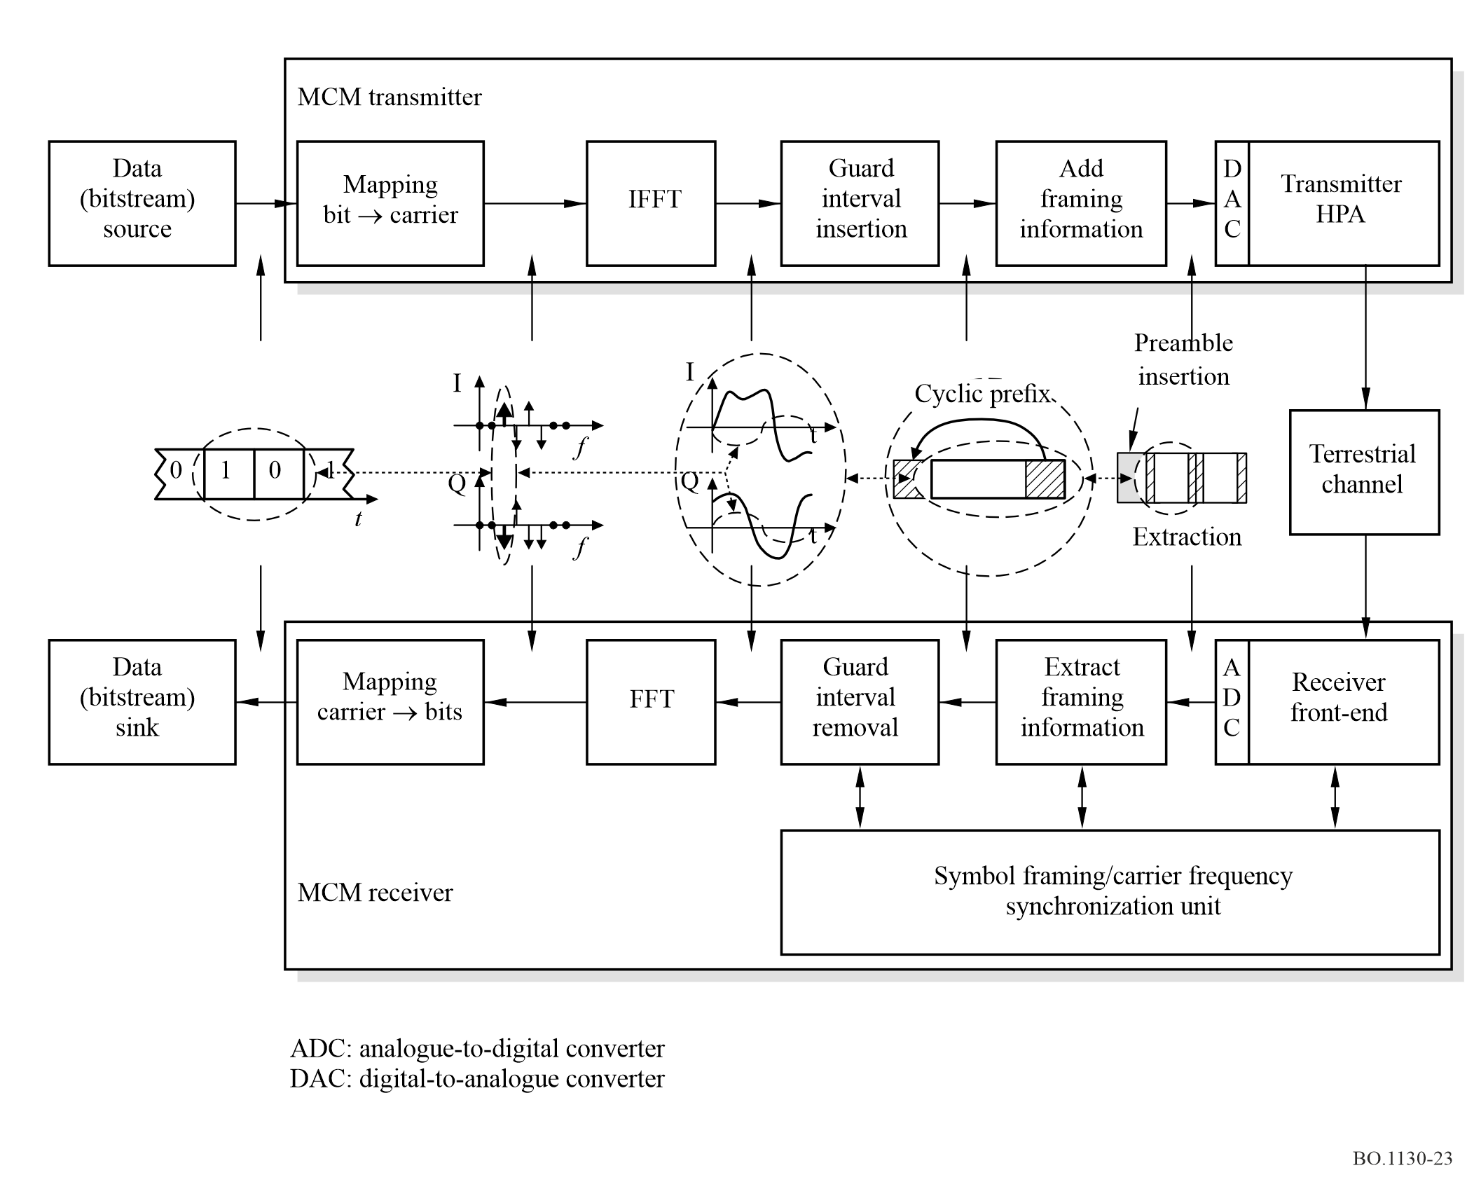 MCM transmitter
Data
(bitstream)
source
Mapping
bit → carrier
IFFT
Guard
interval
insertion
Add
framing
information
D
A
C
Transmitter
HPA
Preamble
insertion
I
I
Cyclic prefix
f
t
0 1 0 1
Q
Q
t
f
t
Extraction
Terrestrial
channel
Data
(bitstream)
sink
Mapping
carrier → bits
FFT
Guard
interval
removal
Extract
framing
information
A
D
C
Receiver
front-end
MCM receiver
Symbol framing/carrier frequency
synchronization unit
ADC: analogue-to-digital converter
DAC: digital-to-analogue converter
BO.1130-23